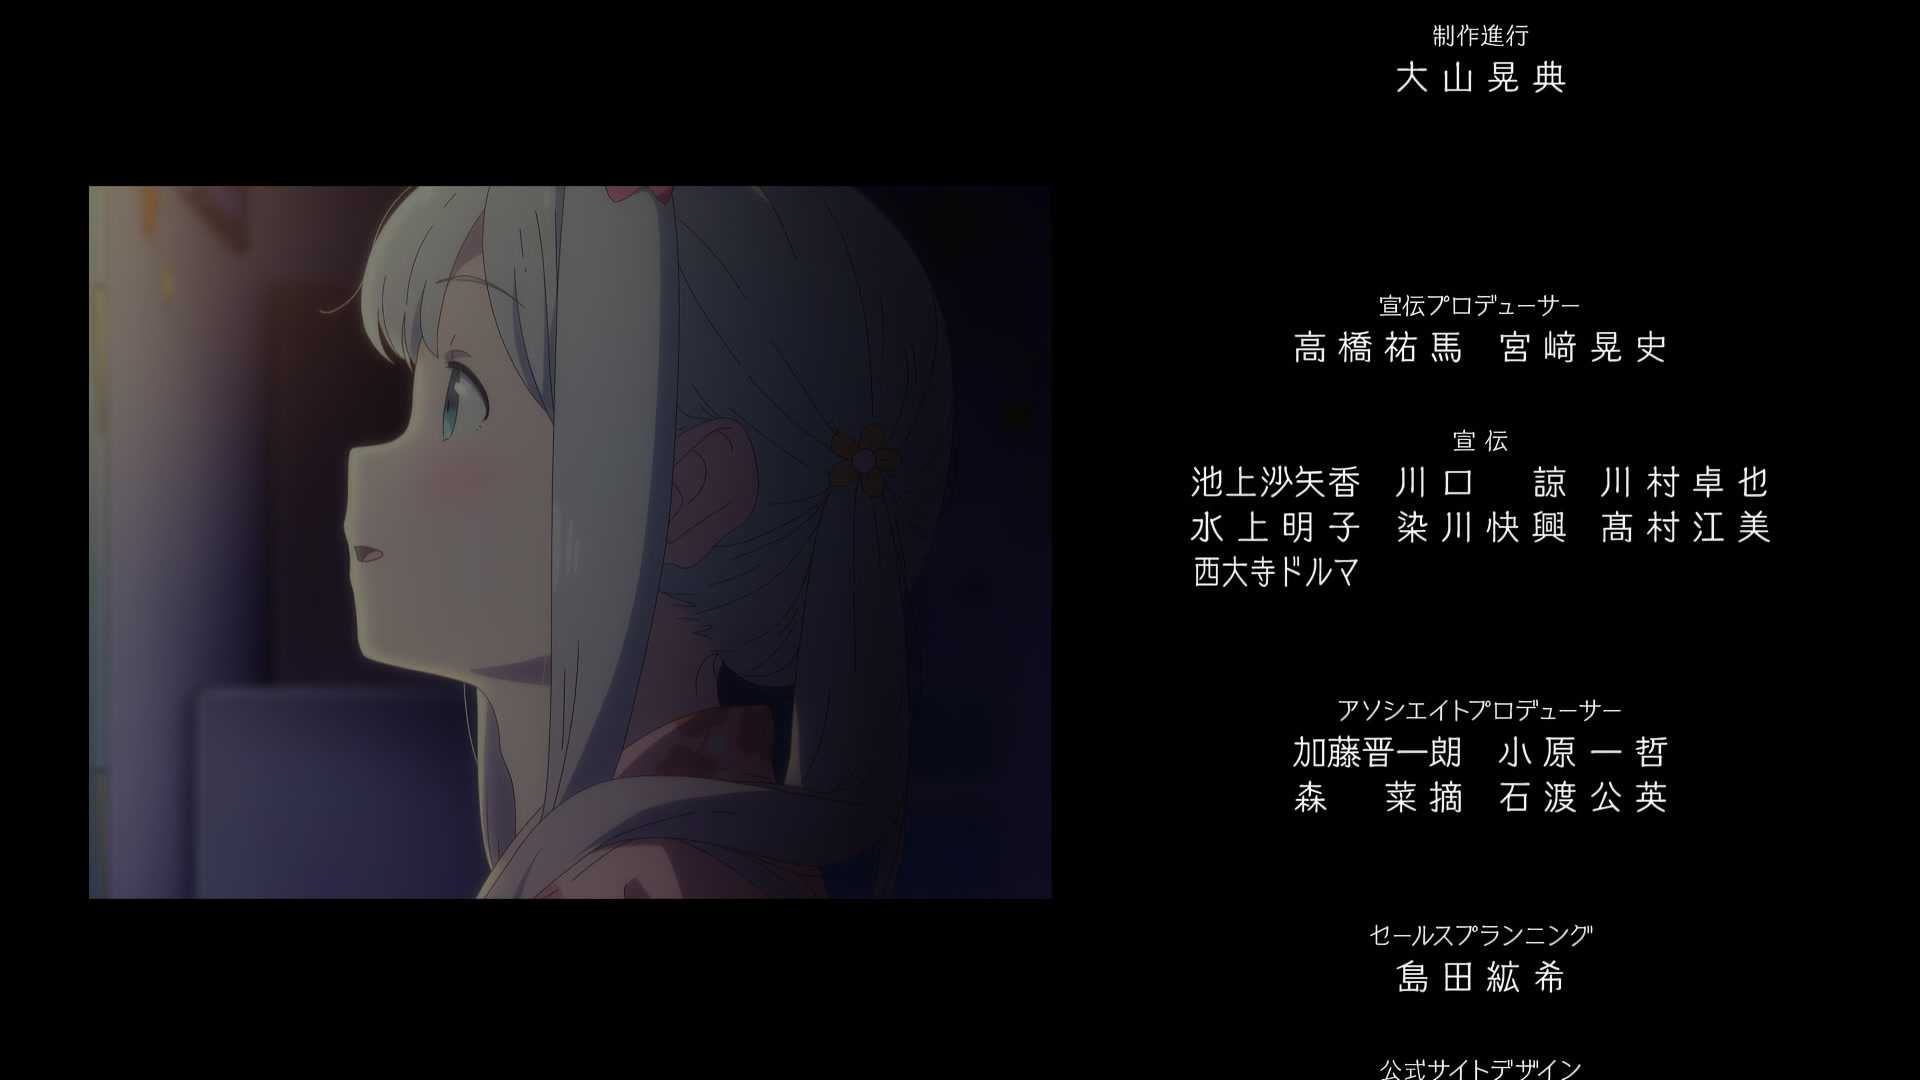 制作進行
大山晃典
宣伝プロデューサー
高橋祐馬　宮﨑晃史
宣伝
池上沙矢香　川口　諒　川村卓也
水上明子　染川快興　髙村江美
西大寺ドルマ
アソシエイトプロデューサー
加藤晋一朗　小原一哲
森　菜摘　石渡公英
セールスプランニング
島田紘希
公式サイトデザイン